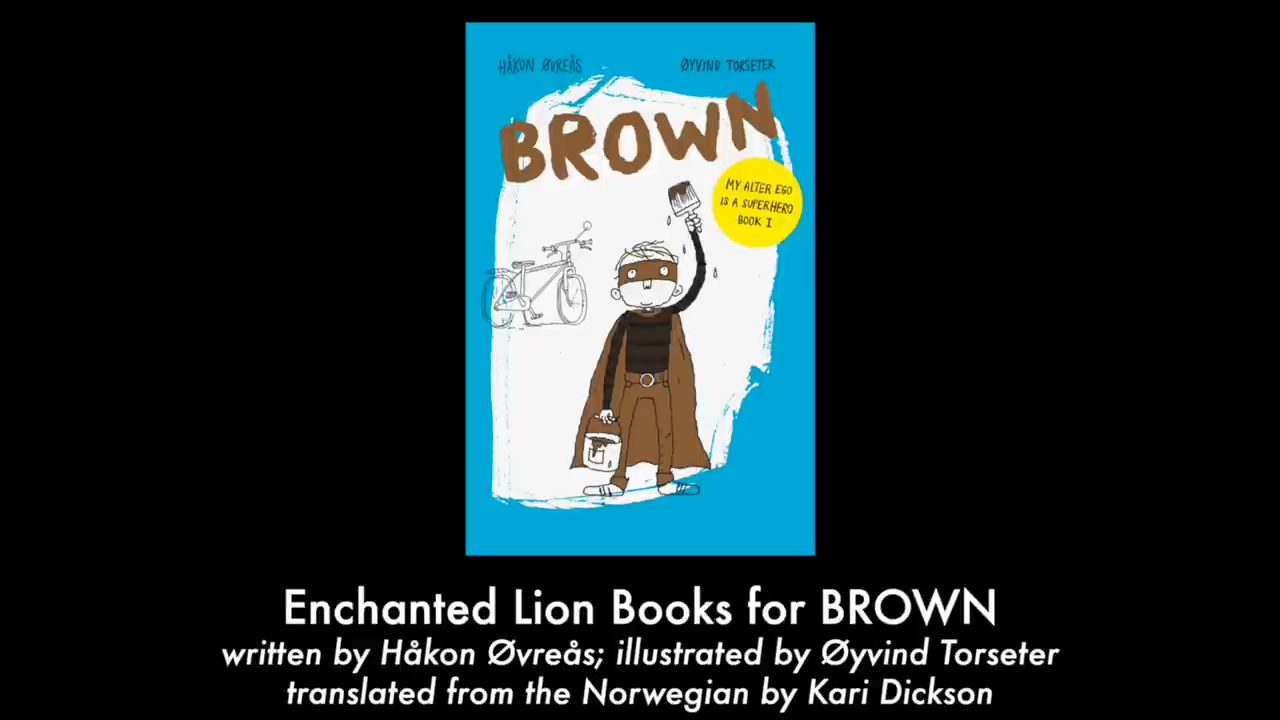 HÅKON ØVREÅS
ØYVIND TORSETER
BROWN
MY ALTER EGO
IS A SUPERHERO
BOOK I
Enchanted Lion Books for BROWN
written by Håkon Øvreås; illustrated by Øyvind Torseter
translated from the Norwegian by Kari Dickson